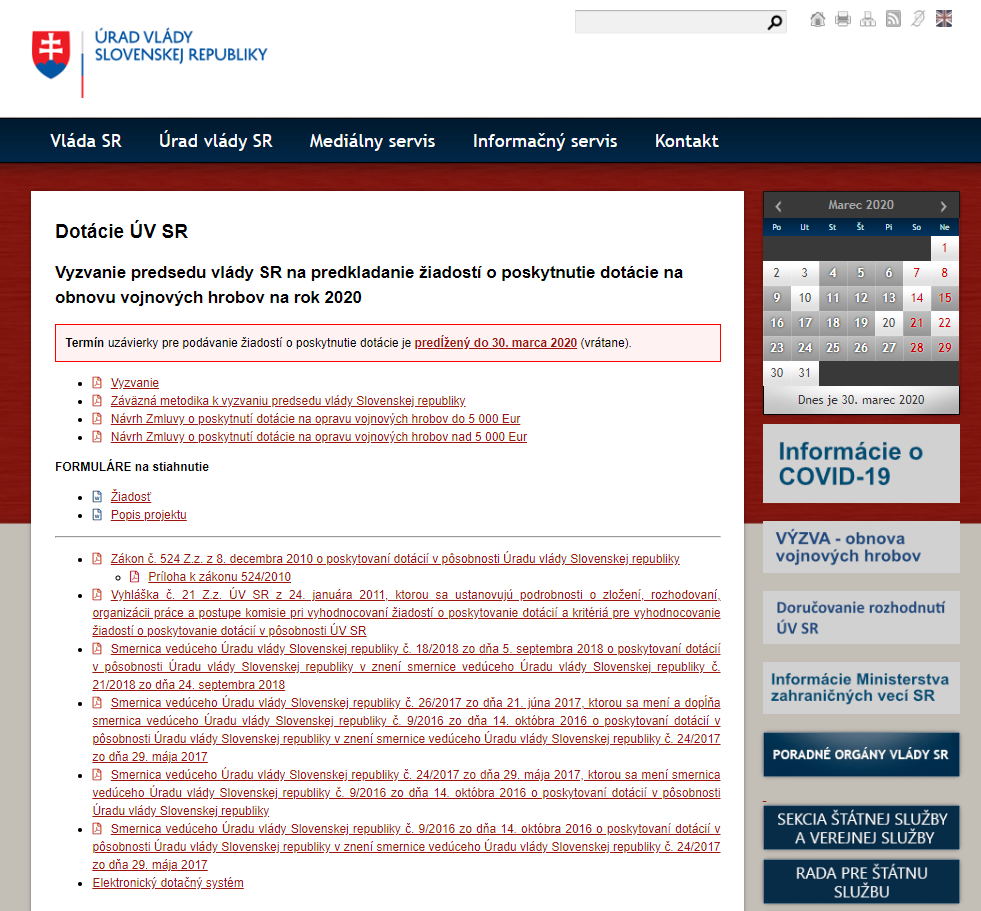 ÚRAD VLÁDY
SLOVENSKEJ REPUBLIKY
Vláda SR
Úrad vlády SR
Mediálny servis
Informačný servis
Kontakt
Dotácie ÚV SR
Vyzvanie predsedu vlády SR na predkladanie žiadostí o poskytnutie dotácie na
obnovu vojnových hrobov na rok 2020
Termín uzávierky pre podávanie žiadostí o poskytnutie dotácie je predĺžený do 30. marca 2020 (vrátane).
Vyzvanie
Záväzná metodika k vyzvaniu predsedu vlády Slovenskej republiky
Návrh Zmluvy o poskytnutí dotácie na opravu vojnových hrobov do 5 000 Eur
Návrh Zmluvy o poskytnutí dotácie na opravu vojnových hrobov nad 5 000 Eur
FORMULÁRE na stiahnutie
Žiadosť
Popis projektu
Zákon č. 524 Z.z. z 8. decembra 2010 o poskytovaní dotácií v pôsobnosti Úradu vlády Slovenskej republiky
Príloha k zákonu 524/2010
Vyhláška č. 21 Z.z. ÚV SR z 24. januára 2011, ktorou sa ustanovujú podrobnosti o zložení, rozhodovaní,
organizácii práce a postupe komisie pri vyhodnocovaní žiadostí o poskytovanie dotácií a kritériá pre vyhodnocovanie
žiadostí o poskytovanie dotácií v pôsobnosti ÚV SR
Smernica vedúceho Úradu vlády Slovenskej republiky č. 18/2018 zo dňa 5. septembra 2018 o poskytovaní dotácií
v pôsobnosti Úradu vlády Slovenskej republiky v znení smernice vedúceho Úradu vlády Slovenskej republiky č.
21/2018 zo dňa 24. septembra 2018
Smernica vedúceho Úradu vlády Slovenskej republiky č. 26/2017 zo dňa 21. júna 2017, ktorou sa mení a dopĺňa
smernica vedúceho Úradu vlády Slovenskej republiky č. 9/2016 zo dňa 14. októbra 2016 o poskytovaní dotácií v
pôsobnosti Úradu vlády Slovenskej republiky v znení smernice vedúceho Úradu vlády Slovenskej republiky č. 24/2017
zo dňa 29. mája 2017
Smernica vedúceho Úradu vlády Slovenskej republiky č. 24/2017 zo dňa 29. mája 2017, ktorou sa mení smernica
vedúceho Úradu vlády Slovenskej republiky č. 9/2016 zo dňa 14. októbra 2016 o poskytovaní dotácií v pôsobnosti
Úradu vlády Slovenskej republiky
Smernica vedúceho Úradu vlády Slovenskej republiky č. 9/2016 zo dňa 14. októbra 2016 o poskytovaní dotácií v
pôsobnosti Úradu vlády Slovenskej republiky v znení smernice vedúceho Úradu vlády Slovenskej republiky č. 24/2017
zo dňa 29. mája 2017
Elektronický dotačný systém
Marec 2020
Po Ut St Št Pi So Ne
1
2 3 4 5 6 7 8
9 10 11 12 13 14 15
16 17 18 19 20 21 22
23 24 25 26 27 28 29
30 31
Dnes je 30. marec 2020
Informácie o
COVID-19
VÝZVA - obnova
vojnových hrobov
Doručovanie rozhodnutí
ÚV SR
Informácie Ministerstva
zahraničných vecí SR
PORADNÉ ORGÁNY VLÁDY SR
SEKCIA ŠTÁTNEJ SLUŽBY
A VEREJNEJ SLUŽBY
RADA PRE ŠTÁTNU
SLUŽBU